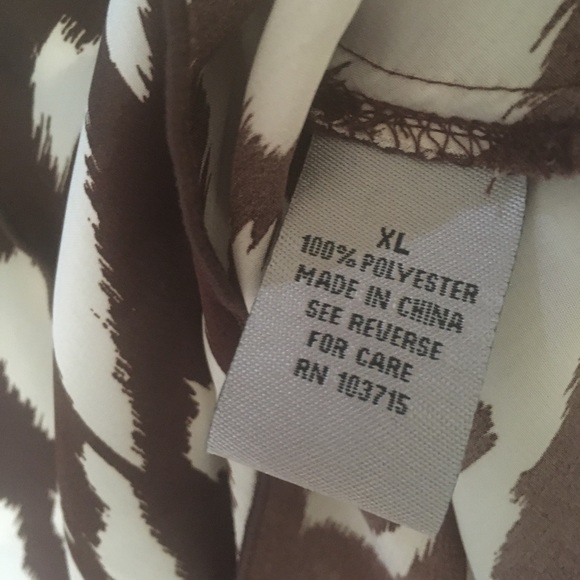 XL
100% POLYESTER
MADE IN CHINA
SEE REVERSE
FOR CARE
RN 103715